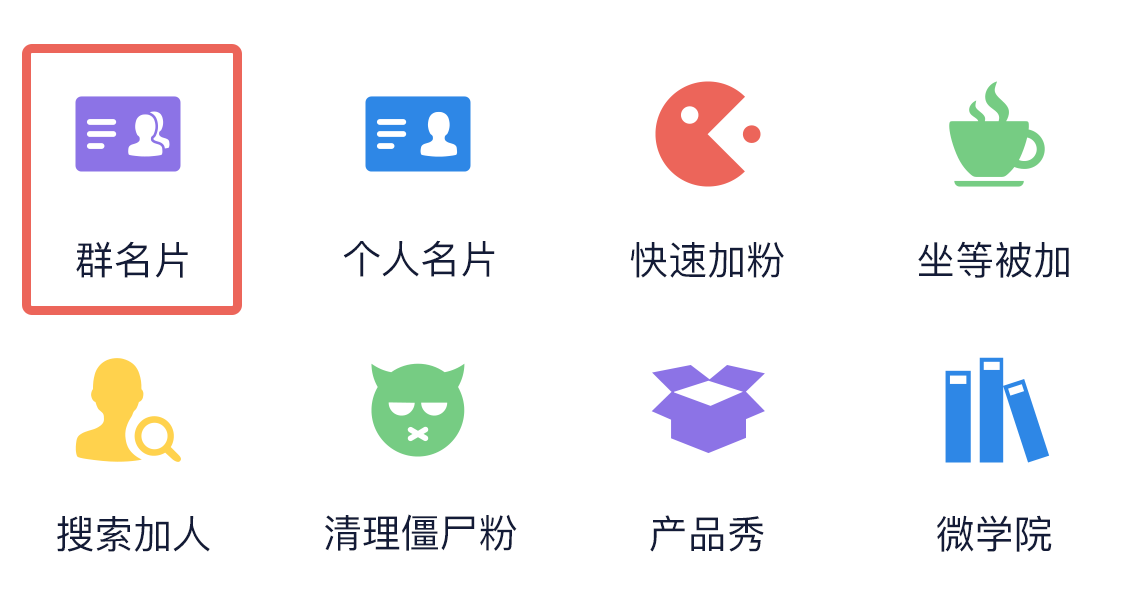 群名片
个人名片
快速加粉
坐等被加
搜索加人
清理僵尸粉
产品秀
微学院